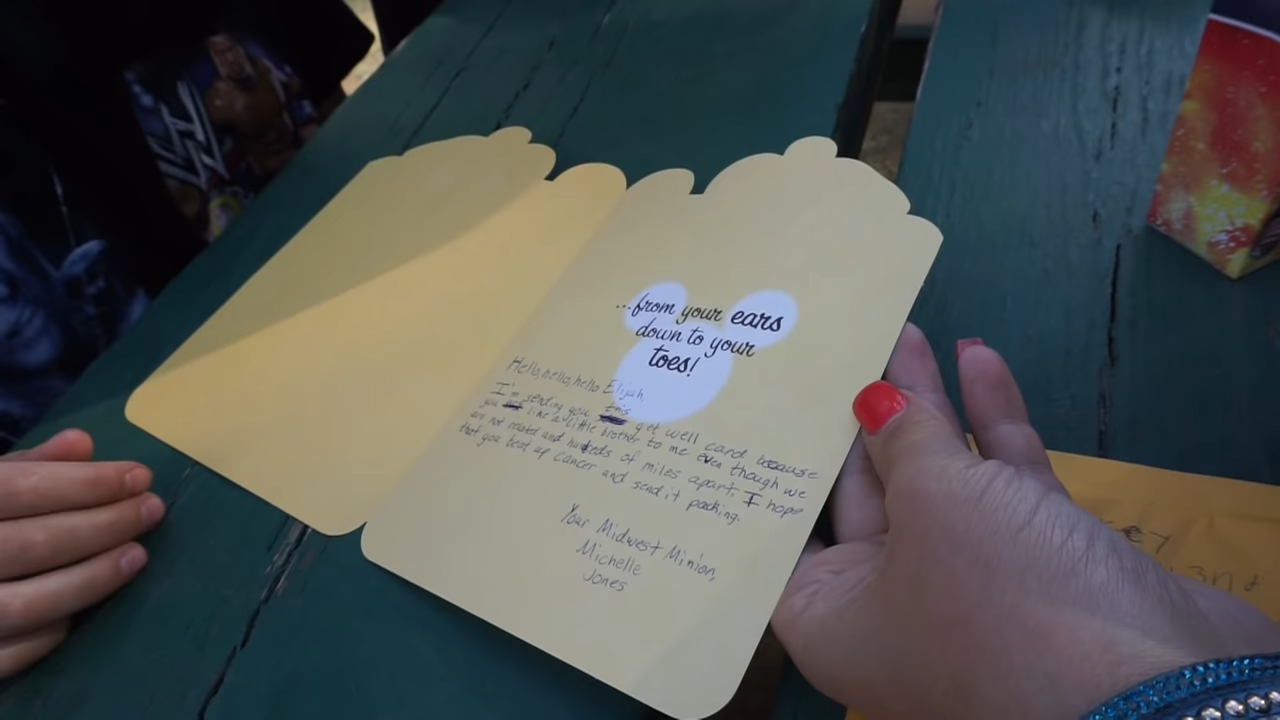 ...from your ears
down to your
toes!
Hello, hello, hello Elijah,
I'm sending you this get well card because
you like a little brother to me even though we
are not related and hundreds of miles apart. I hope
that you beat up cancer and send it packing.
Your Midwest Minion,
Michelle
Jones